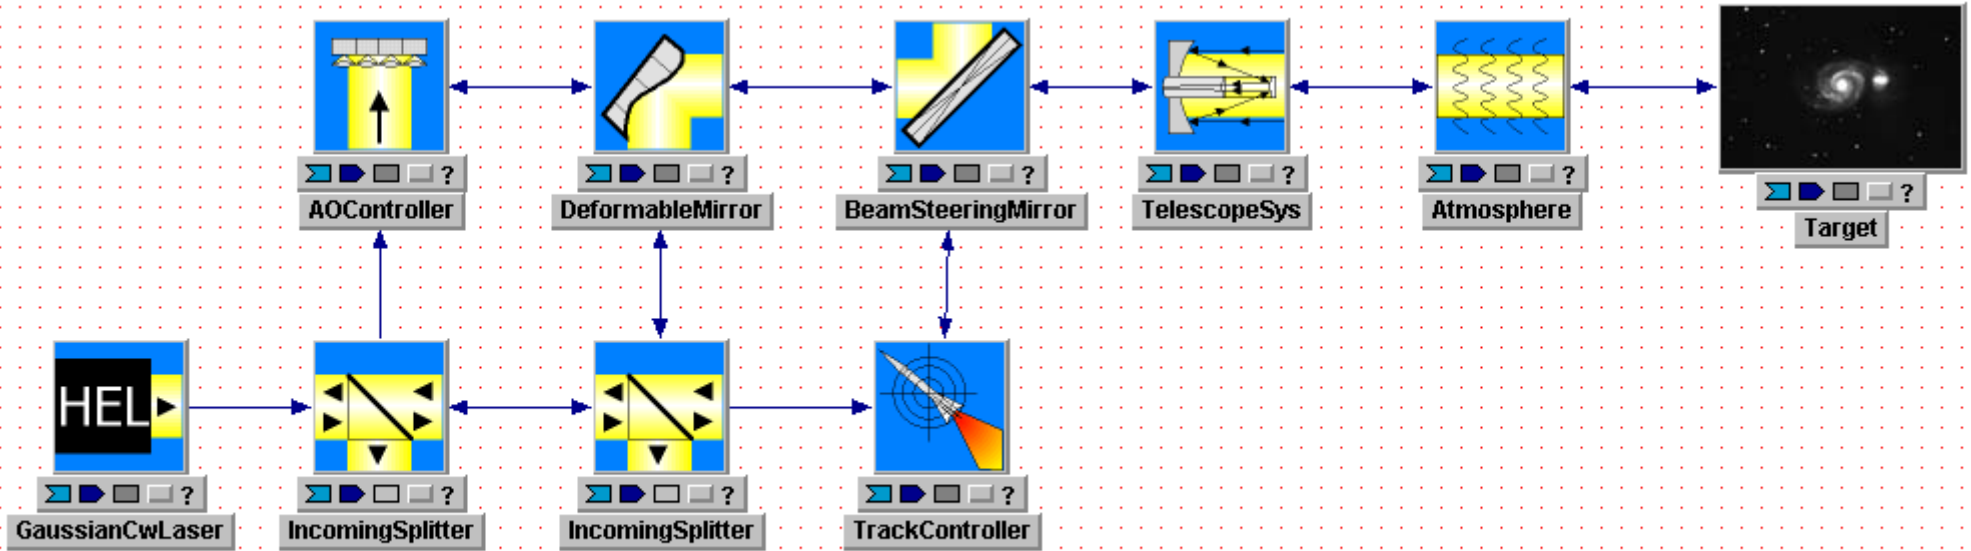 ?
?
?
?
?
?
AOController
DeformableMirror
BeamSteeringMirror
TelescopeSys
Atmosphere
Target
HEL
?
?
?
?
GaussianCwLaser
IncomingSplitter
IncomingSplitter
TrackController